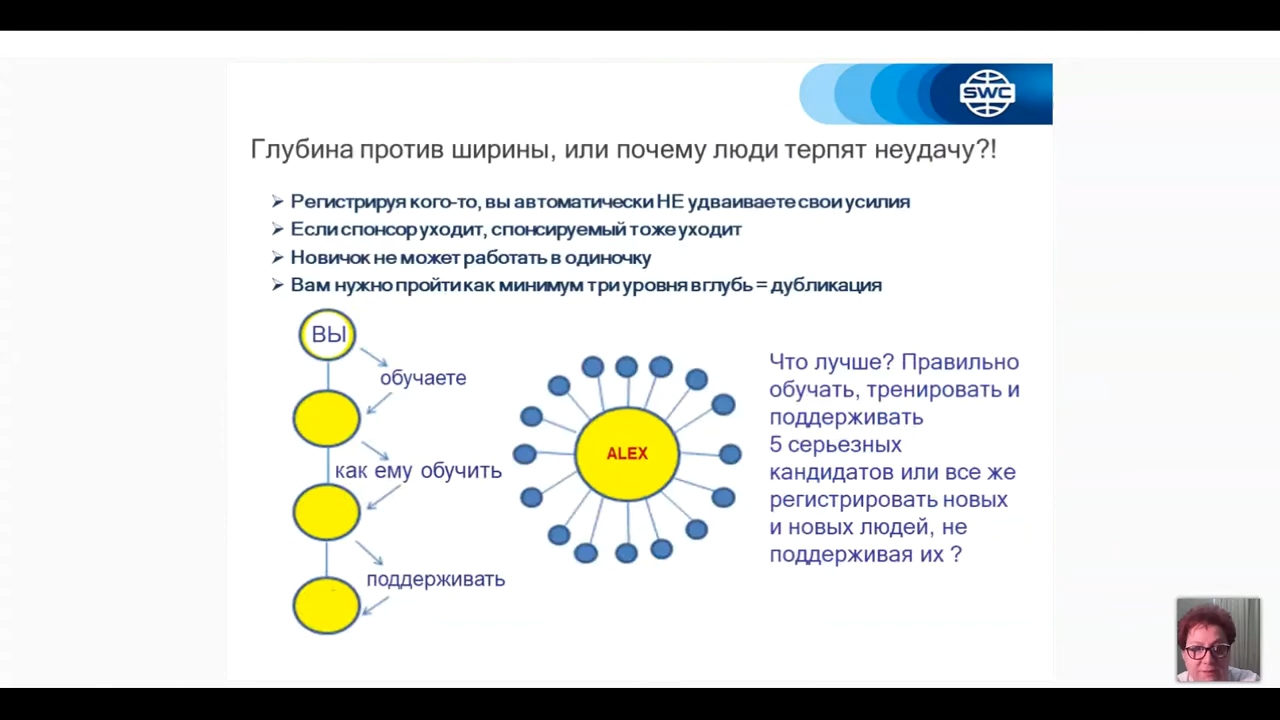 SWC
Глубина против ширины, или почему люди терпят неудачу?!
Регистрируя кого-то, вы автоматически НЕ удваиваете свои усилия
Если спонсор уходит, спонсируемый тоже уходит
Новичок не может работать в одиночку
Вам нужно пройти как минимум три уровня вглубь = дубликация
ВЫ
обучаете
как ему обучить
поддерживать
ALEX
Что лучше? Правильно
обучать, тренировать и
поддерживать
5 серьезных
кандидатов или все же
регистрировать новых
и новых людей, не
поддерживая их ?